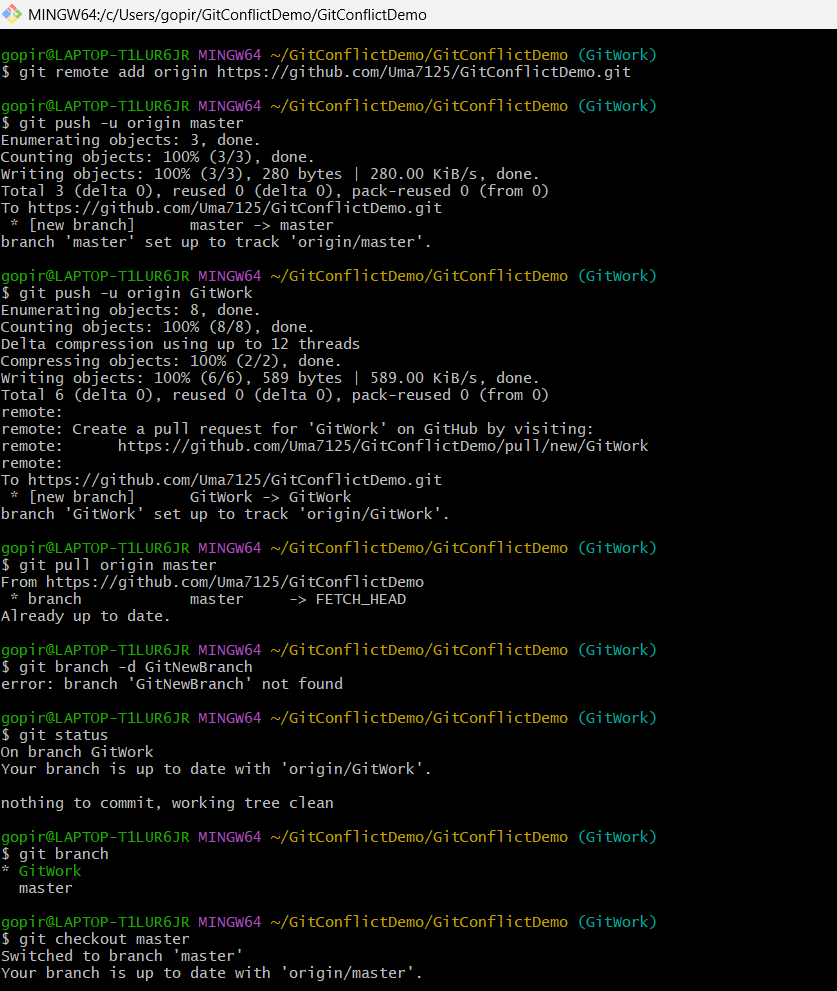 MINGW64:/c/Users/gopir/GitConflictDemo/GitConflictDemo
gopir@LAPTOP-T1LUR6JR MINGW64 ~/GitConflictDemo/GitConflictDemo (GitWork)
$ git remote add origin https://github.com/Uma7125/GitConflictDemo.git
gopir@LAPTOP-T1LUR6JR MINGW64 ~/GitConflictDemo/GitConflictDemo (GitWork)
$ git push -u origin master
Enumerating objects: 3, done.
Counting objects: 100% (3/3), done.
Writing objects: 100% (3/3), 280 bytes | 280.00 KiB/s, done.
Total 3 (delta 0), reused 0 (delta 0), pack-reused 0 (from 0)
To https://github.com/Uma7125/GitConflictDemo.git
 * [new branch]      master -> master
branch 'master' set up to track 'origin/master'.
gopir@LAPTOP-T1LUR6JR MINGW64 ~/GitConflictDemo/GitConflictDemo (GitWork)
$ git push -u origin GitWork
Enumerating objects: 8, done.
Counting objects: 100% (8/8), done.
Delta compression using up to 12 threads
Compressing objects: 100% (2/2), done.
Writing objects: 100% (6/6), 589 bytes | 589.00 KiB/s, done.
Total 6 (delta 0), reused 0 (delta 0), pack-reused 0 (from 0)
remote:
remote: Create a pull request for 'GitWork' on GitHub by visiting:
remote:      https://github.com/Uma7125/GitConflictDemo/pull/new/GitWork
remote:
To https://github.com/Uma7125/GitConflictDemo.git
 * [new branch]      GitWork -> GitWork
branch 'GitWork' set up to track 'origin/GitWork'.
gopir@LAPTOP-T1LUR6JR MINGW64 ~/GitConflictDemo/GitConflictDemo (GitWork)
$ git pull origin master
From https://github.com/Uma7125/GitConflictDemo
 * branch            master     -> FETCH_HEAD
Already up to date.
gopir@LAPTOP-T1LUR6JR MINGW64 ~/GitConflictDemo/GitConflictDemo (GitWork)
$ git branch -d GitNewBranch
error: branch 'GitNewBranch' not found
gopir@LAPTOP-T1LUR6JR MINGW64 ~/GitConflictDemo/GitConflictDemo (GitWork)
$ git status
On branch GitWork
Your branch is up to date with 'origin/GitWork'.
nothing to commit, working tree clean
gopir@LAPTOP-T1LUR6JR MINGW64 ~/GitConflictDemo/GitConflictDemo (GitWork)
$ git branch
* GitWork
  master
gopir@LAPTOP-T1LUR6JR MINGW64 ~/GitConflictDemo/GitConflictDemo (GitWork)
$ git checkout master
Switched to branch 'master'
Your branch is up to date with 'origin/master'.